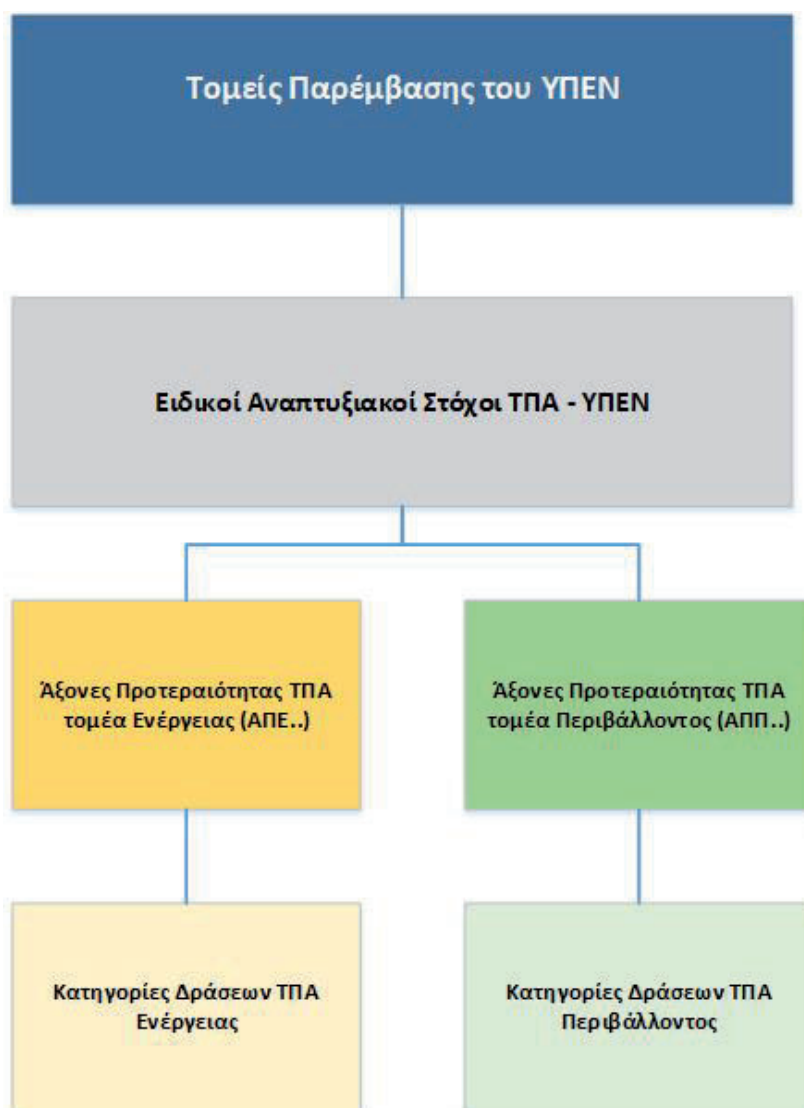 Τομείς Παρέμβασης του ΥΠΕΝ
Ειδικοί Αναπτυξιακοί Στόχοι ΤΠΑ - ΥΠΕΝ
Άξονες Προτεραιότητας ΤΠΑ
τομέα Ενέργειας (ΑΠΕ..)
Άξονες Προτεραιότητας ΤΠΑ
τομέα Περιβάλλοντος (ΑΠΠ..)
Κατηγορίες Δράσεων ΤΠΑ
Ενέργειας
Κατηγορίες Δράσεων ΤΠΑ
Περιβάλλοντος